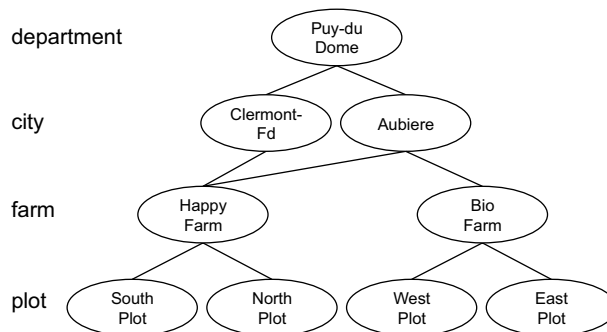 department
Puy-du
Dome
city
Clermont-
Fd
Aubiere
farm
Happy
Farm
Bio
Farm
plot
South
Plot
North
Plot
West
Plot
East
Plot